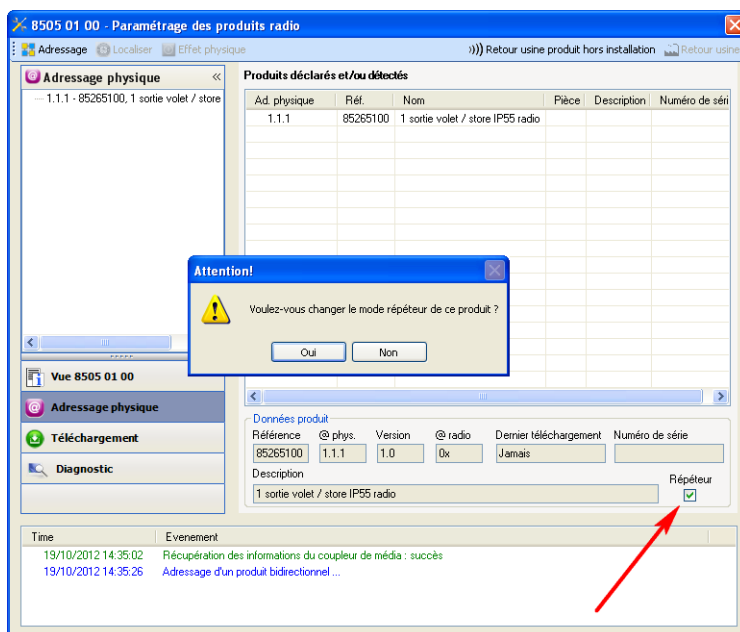 8505 01 00 - Paramétrage des produits radio
Adressage Localiser Effet physique ))) Retour usine produit hors installation Retour usine
Adressage physique «
1.1.1 - 85265100, 1 sortie volet / store
Produits déclarés et/ou détectés
Ad. physique Réf. Nom Pièce Description Numéro de séri
1.1.1 85265100 1 sortie volet / store IP55 radio
Attention!
Voulez-vous changer le mode répéteur de ce produit ?
Oui Non
Vue 8505 01 00
Adressage physique
Téléchargement
Diagnostic
Données produit
Référence @ phys. Version @ radio Dernier téléchargement Numéro de série
85265100 1.1.1 1.0 0x Jamais
Description
Répéteur
1 sortie volet / store IP55 radio
Time Evenement
19/10/2012 14:35:02 Récupération des informations du coupleur de média : succès
19/10/2012 14:35:26 Adressage d'un produit bidirectionnel ...